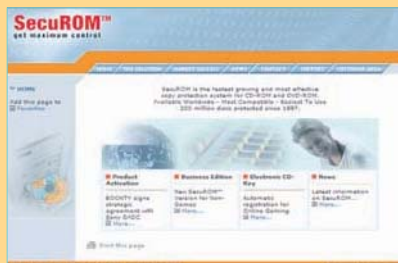 SecuROM™
get maximum control
HOME
Add this page to
Favorites
SecuROM is the fastest growing and most effective
copy protection system for CD-ROM and DVD-ROM.
Available Worldwide - Most Compatible - Easiest To Use
200 million discs protected since 1997.
Product
Activation
SONY signs
strategic
agreement with
Sony DADC
More...
Business Edition
New SecuROM™
version for Non-
Games
More...
Electronic CD-
Key
Automatic
registration for
Online Gaming
More...
News
Latest information
on SecuROM...
More...
Print this page